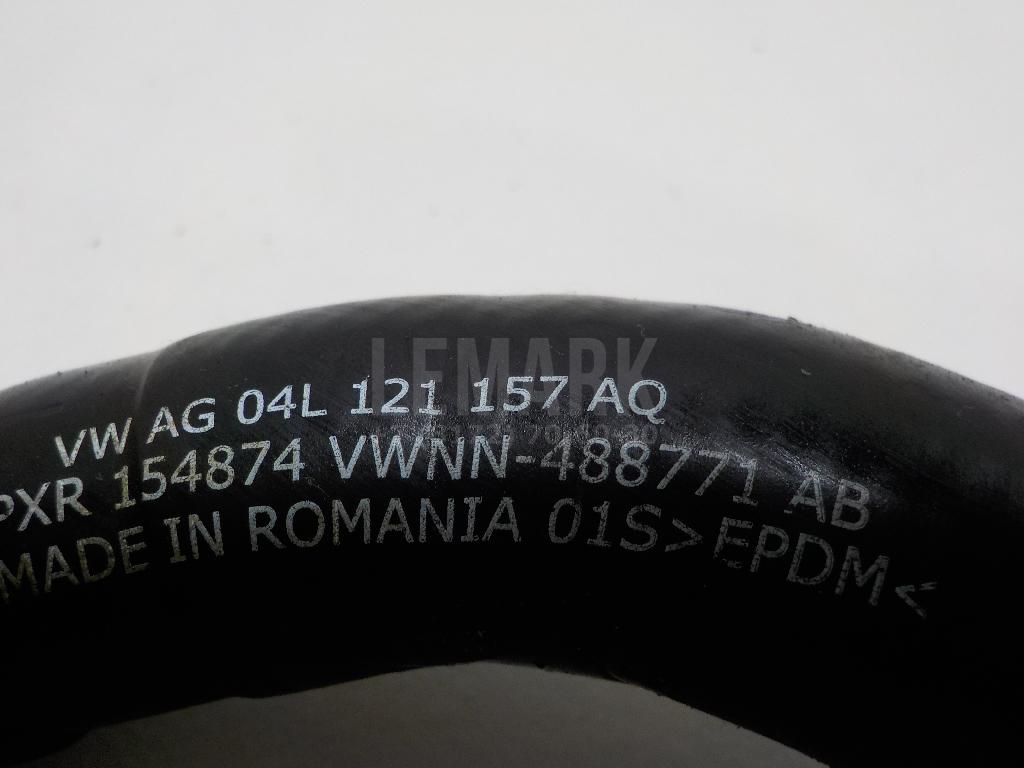 LEMARK
VW AG 04L 121 157 AQ
PXR 154874 VWNN-488771 AB
MADE IN ROMANIA 01S>EPDM<